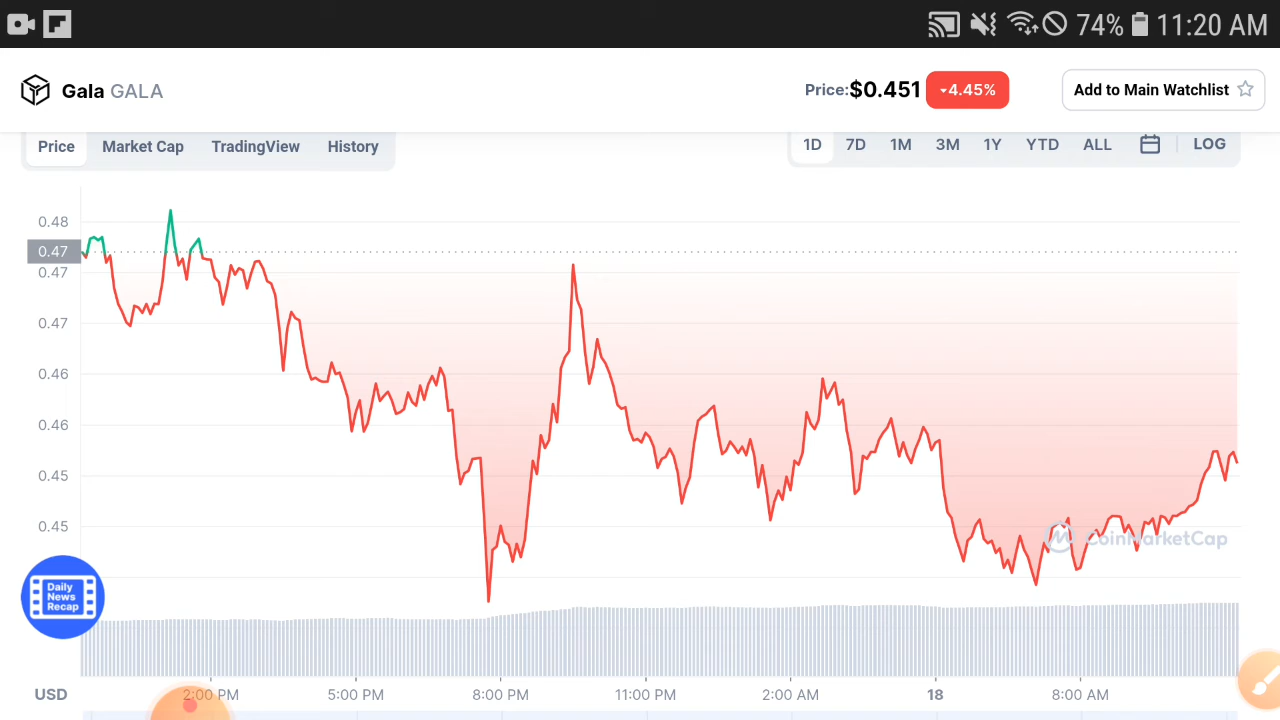 74% 11:20 AM
Gala GALA
Price: $0.451 4.45% Add to Main Watchlist
Price Market Cap TradingView History
1D 7D 1M 3M 1Y YTD ALL LOG
0.48
0.47
0.47
0.47
0.46
0.46
0.45
0.45
CoinMarketCap
Daily
News
Recap
USD 2:00 PM 5:00 PM 8:00 PM 11:00 PM 2:00 AM 18 8:00 AM